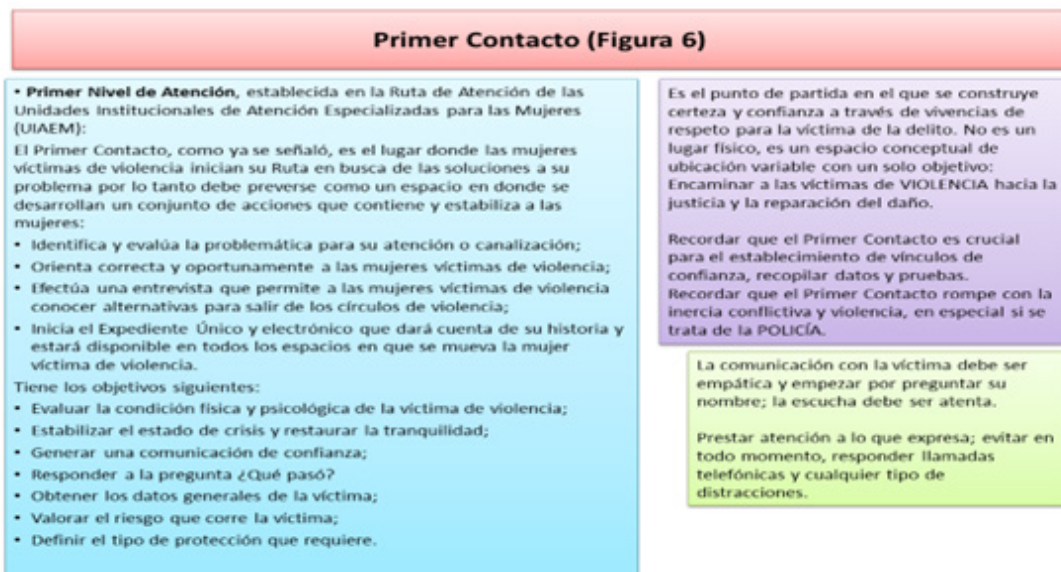 Primer Contacto (Figura 6)
• Primer Nivel de Atención, establecida en la Ruta de Atención de las
Unidades Institucionales de Atención Especializadas para las Mujeres
(UIAEM):
El Primer Contacto, como ya se señaló, es el lugar donde las mujeres
víctimas de violencia inician su Ruta en busca de las soluciones a su
problema por lo tanto debe preverse como un espacio en donde se
desarrollan un conjunto de acciones que contiene y estabiliza a las
mujeres:
• Identifica y evalúa la problemática para su atención o canalización;
• Orienta correcta y oportunamente a las mujeres víctimas de violencia;
• Efectúa una entrevista que permite a las mujeres víctimas de violencia
conocer alternativas para salir de los círculos de violencia;
• Inicia el Expediente Único y electrónico que dará cuenta de su historia y
estará disponible en todos los espacios en que se mueva la mujer
víctima de violencia.
Tiene los objetivos siguientes:
• Evaluar la condición física y psicológica de la víctima de violencia;
• Estabilizar el estado de crisis y restaurar la tranquilidad;
• Generar una comunicación de confianza;
• Responder a la pregunta ¿Qué pasó?
• Obtener los datos generales de la víctima;
• Valorar el riesgo que corre la víctima;
• Definir el tipo de protección que requiere.
Es el punto de partida en el que se construye
certeza y confianza a través de vivencias de
respeto para la víctima de la delito. No es un
lugar físico, es un espacio conceptual de
ubicación variable con un solo objetivo:
Encaminar a las víctimas de VIOLENCIA hacia la
justicia y la reparación del daño.
Recordar que el Primer Contacto es crucial
para el establecimiento de vínculos de
confianza, recopilar datos y pruebas.
Recordar que el Primer Contacto rompe con la
inercia conflictiva y violencia, en especial si se
trata de la POLICÍA.
La comunicación con la víctima debe ser
empática y empezar por preguntar su
nombre; la escucha debe ser atenta.
Prestar atención a lo que expresa; evitar en
todo momento, responder llamadas
telefónicas y cualquier tipo de
distracciones.